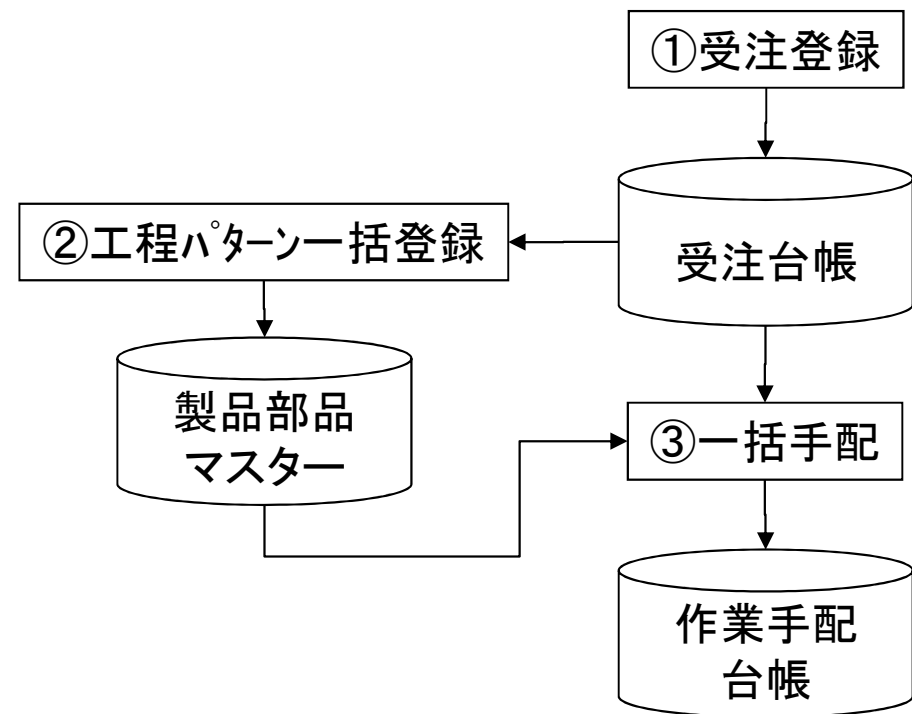 ①受注登録
受注台帳
②工程ﾊﾟﾀｰﾝ一括登録
製品部品
マスター
③一括手配
作業手配
台帳